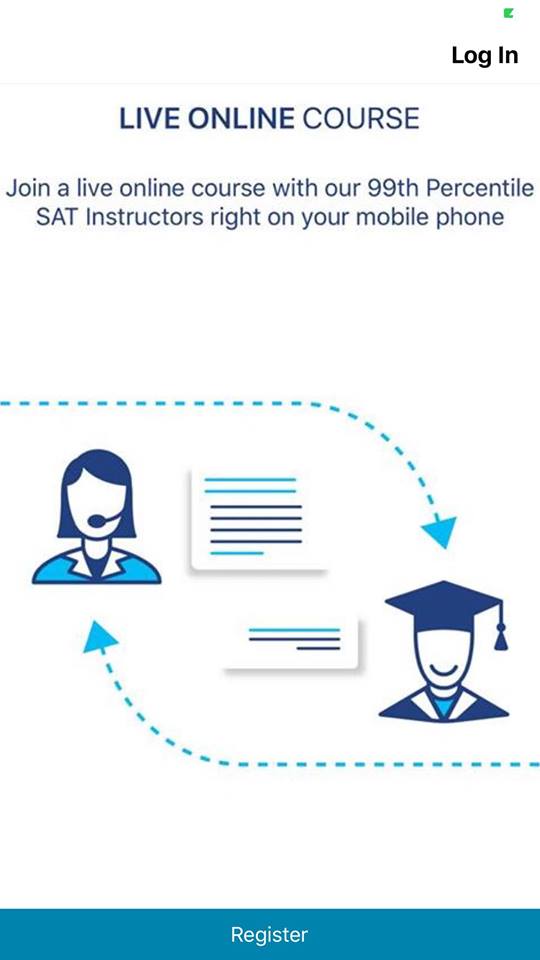 Log In
LIVE ONLINE COURSE
Join a live online course with our 99th Percentile
SAT Instructors right on your mobile phone
Register